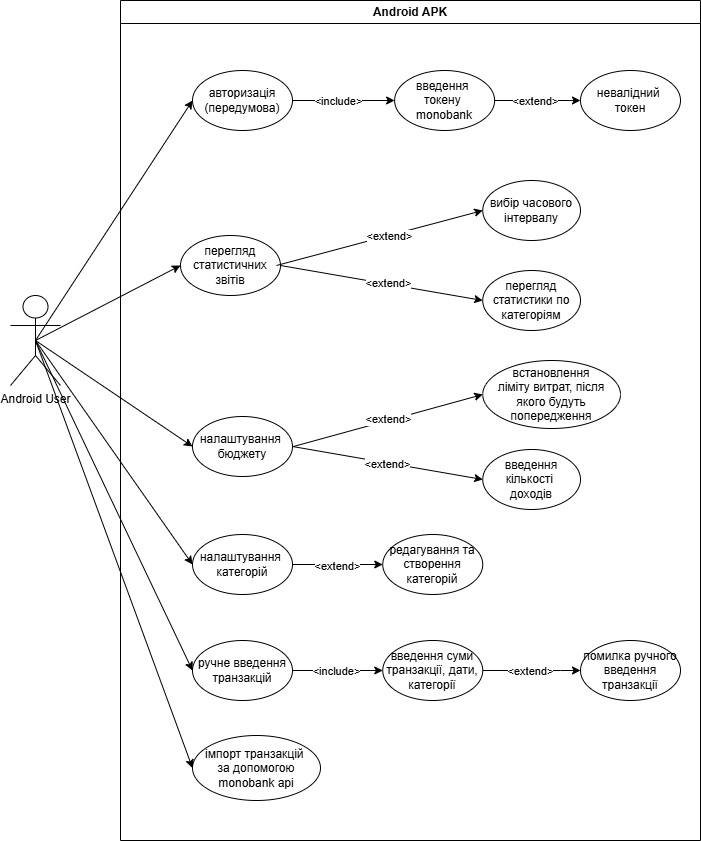 Android APK
авторизація
(передумова)
<include>
введення
токену
monobank
<extend>
невалідний
токен
вибір часового
інтервалу
<extend>
перегляд
статистичних
звітів
<extend>
перегляд
статистики по
категоріям
Android User
встановлення
ліміту витрат, після
якого будуть
попередження
<extend>
налаштування
бюджету
<extend>
введення
кількості
доходів
налаштування
категорій
<extend>
редагування та
створення
категорій
ручне введення
транзакцій
<include>
введення суми
транзакції, дати,
категорії
<extend>
помилка ручного
введення
транзакції
імпорт транзакцій
за допомогою
monobank api